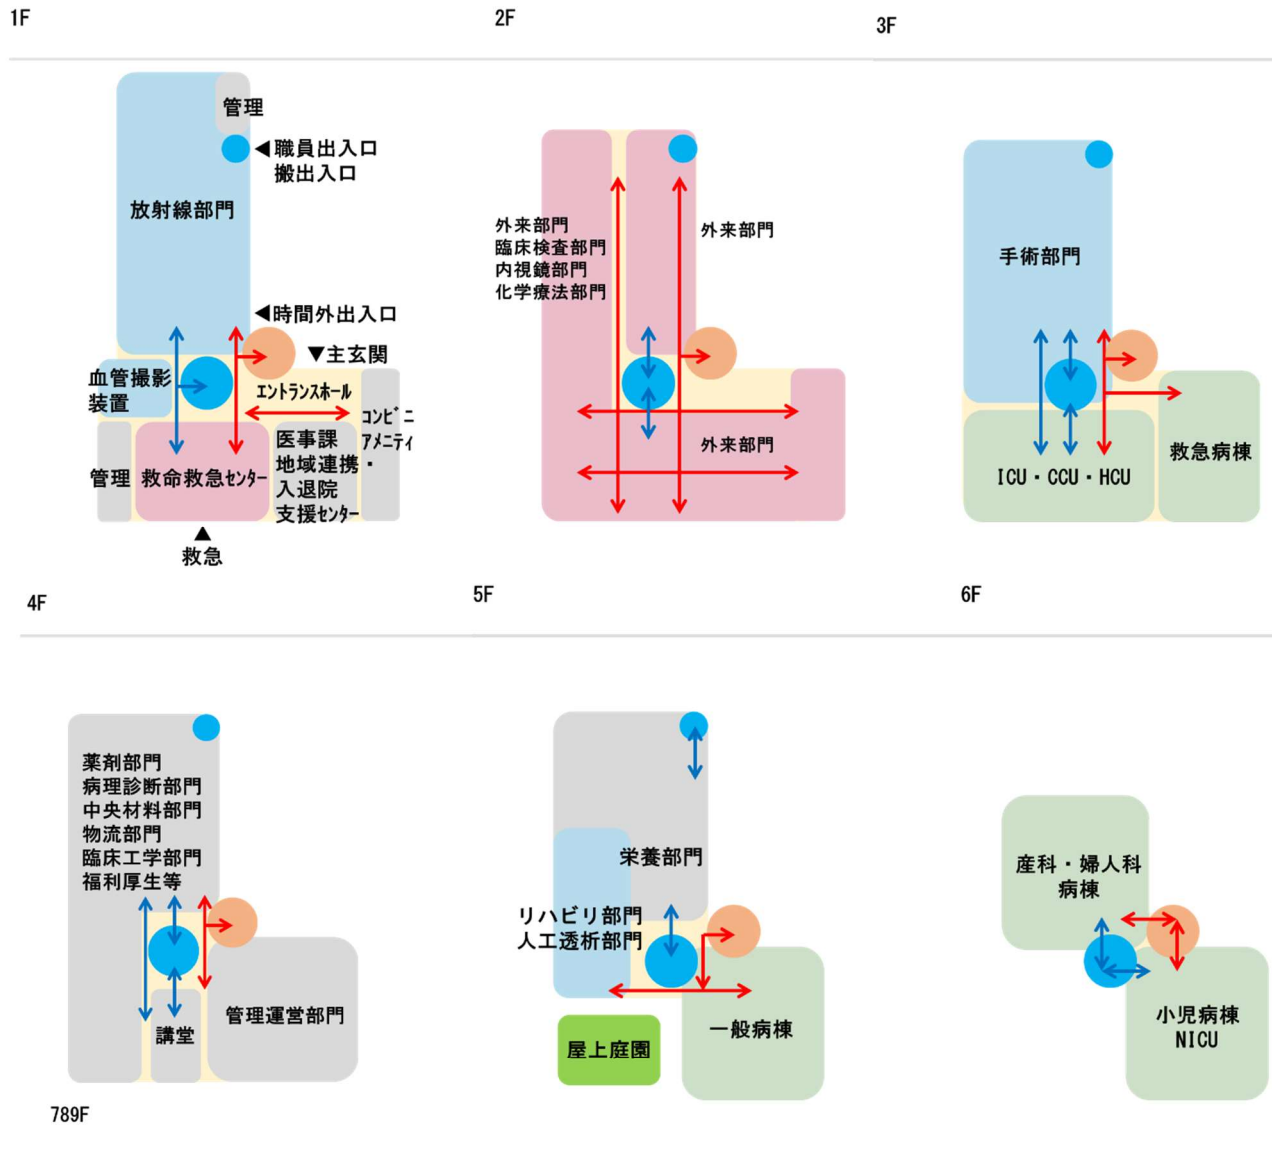 1F
管理
◀職員出入口
搬出入口
放射線部門
◀時間外出入口
▼主玄関
血管撮影
装置
ｴﾝﾄﾗﾝｽﾎｰﾙ
ｺﾝﾋﾞﾆ
ｱﾒﾆﾃｨ
管理
救命救急ｾﾝﾀｰ
医事課
地域連携・
入退院
支援ｾﾝﾀｰ
▲
救急
2F
外来部門
臨床検査部門
内視鏡部門
化学療法部門
外来部門
外来部門
3F
手術部門
ICU・CCU・HCU
救急病棟
4F
薬剤部門
病理診断部門
中央材料部門
物流部門
臨床工学部門
福利厚生等
講堂
管理運営部門
5F
栄養部門
リハビリ部門
人工透析部門
屋上庭園
一般病棟
6F
産科・婦人科
病棟
小児病棟
NICU
789F